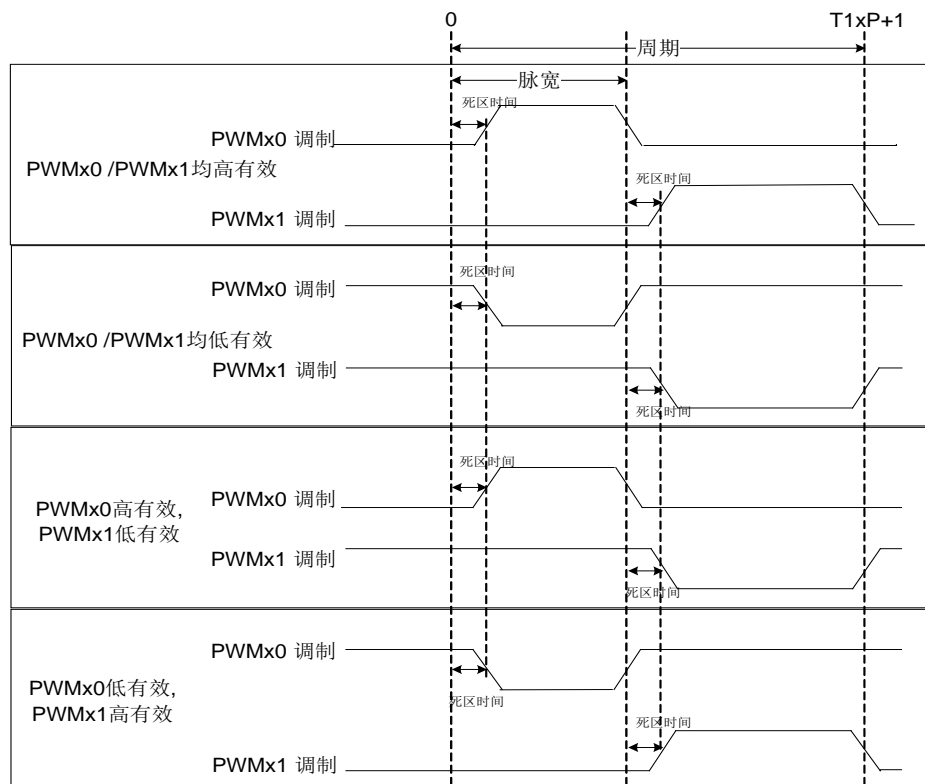 0
T1xP+1
周期
脉宽
死区时间
PWMx0 调制
PWMx0 /PWMx1均高有效
死区时间
PWMx1 调制
死区时间
PWMx0 调制
PWMx0 /PWMx1均低有效
PWMx1 调制
死区时间
死区时间
PWMx0 调制
PWMx0高有效,
PWMx1低有效
PWMx1 调制
死区时间
PWMx0 调制
死区时间
PWMx0低有效,
PWMx1高有效
死区时间
PWMx1 调制